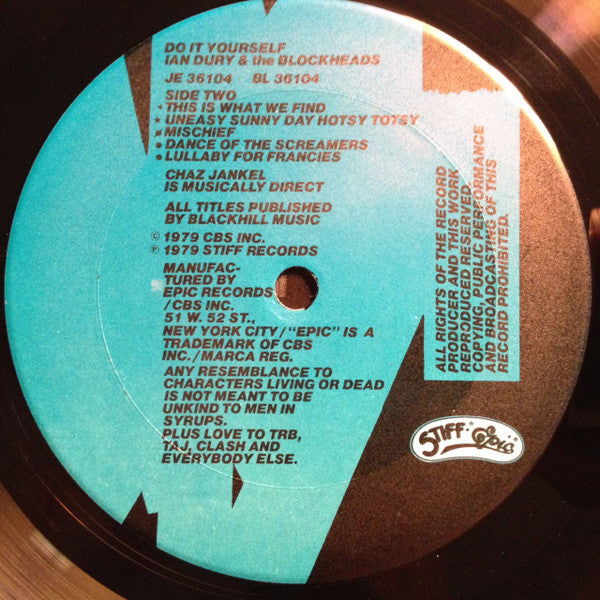 DO IT YOURSELF
IAN DURY & the BLOCKHEADS
JE 36104 BL 36104
SIDE TWO
• THIS IS WHAT WE FIND
★ UNEASY SUNNY DAY HOTSY TOTSY
≠ MISCHIEF
● DANCE OF THE SCREAMERS
● LULLABY FOR FRANCIES
CHAZ JANKEL
IS MUSICALLY DIRECT
ALL TITLES PUBLISHED
BY BLACKHILL MUSIC
© 1979 CBS INC.
℗ 1979 STIFF RECORDS
MANUFAC-
TURED BY
EPIC RECORDS
/CBS INC.
51 W. 52 ST.,
NEW YORK CITY/"EPIC" IS A
TRADEMARK OF CBS
INC./MARCA REG.
ANY RESEMBLANCE TO
CHARACTERS LIVING OR DEAD
IS NOT MEANT TO BE
UNKIND TO MEN IN
SYRUPS.
PLUS LOVE TO TRB,
TAJ, CLASH AND
EVERYBODY ELSE.
ALL RIGHTS OF THE RECORD
PRODUCER AND THIS WORK
REPRODUCED RESERVED.
COPYING, PUBLIC PERFORMANCE
AND BROADCASTING OF THIS
RECORD PROHIBITED.
STIFF Epic